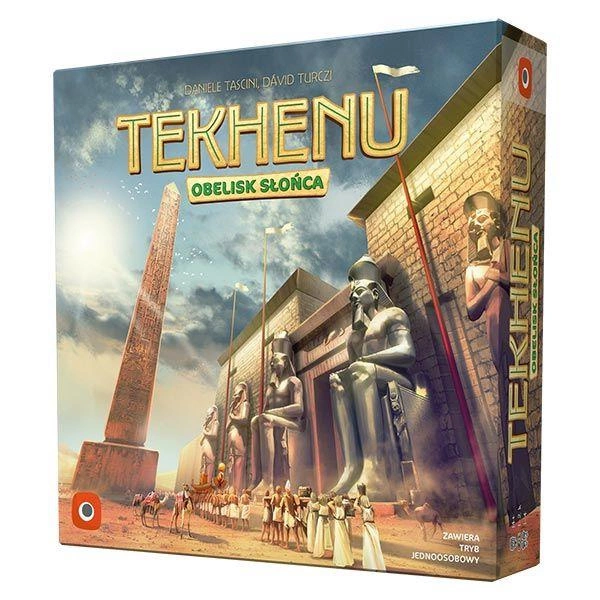 DANIELE TASCINI, DÁVID TURCZI
TEKHENU
OBELISK SŁOŃCA
ZAWIERA
TRYB
JEDNOOSOBOWY
TEKHENU
OBELISK SŁOŃCA